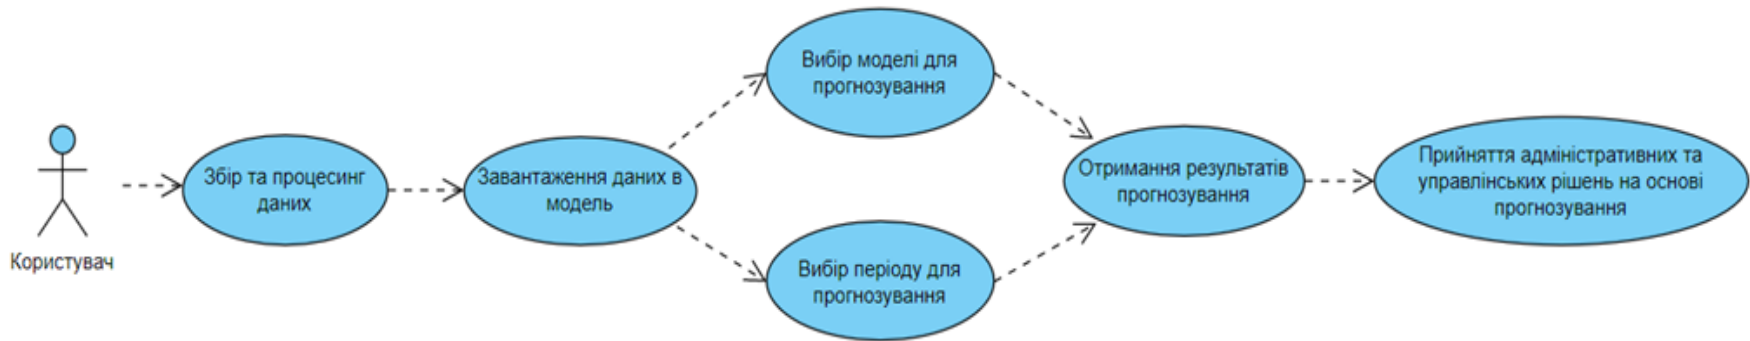 Користувач
Збір та процесинг
даних
Завантаження даних в
модель
Вибір моделі для
прогнозування
Вибір періоду для
прогнозування
Отримання результатів
прогнозування
Прийняття адміністративних та
управлінських рішень на основі
прогнозування